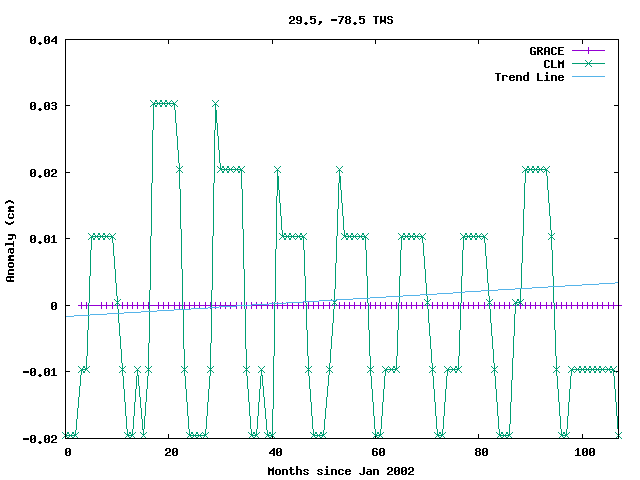 29.5, -78.5 TWS
GRACE
CLM
Trend Line
0.04
0.03
0.02
0.01
0
-0.01
-0.02
Anomaly (cm)
0 20 40 60 80 100
Months since Jan 2002